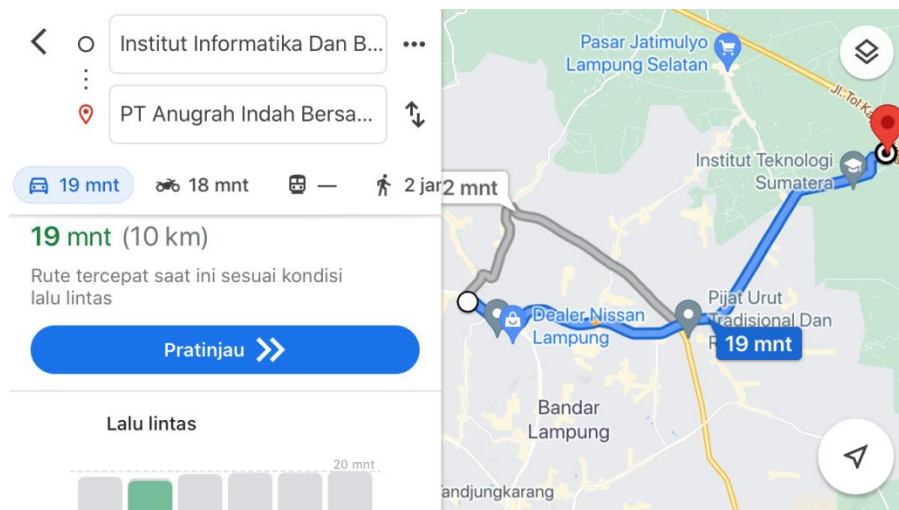 Institut Informatika Dan B...
PT Anugrah Indah Bersa...
19 mnt
18 mnt
—
2 jar
19 mnt (10 km)
Rute tercepat saat ini sesuai kondisi
lalu lintas
Pratinjau
Lalu lintas
20 mnt
Pasar Jatimulyo
Lampung Selatan
Jl. Tol
Institut Teknologi
Sumatera
2 mnt
Dealer Nissan
Lampung
Pijat Urut
Tradisional Dan
19 mnt
Bandar
Lampung
andjungkarang